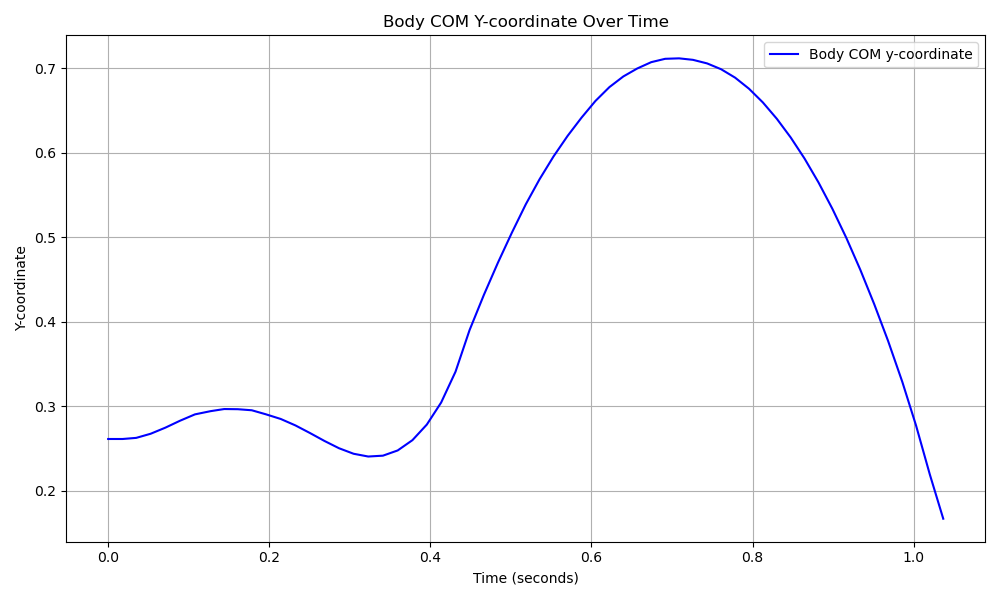 Body COM Y-coordinate Over Time
Body COM y-coordinate
Y-coordinate
0.7
0.6
0.5
0.4
0.3
0.2
0.0 0.2 0.4 0.6 0.8 1.0
Time (seconds)